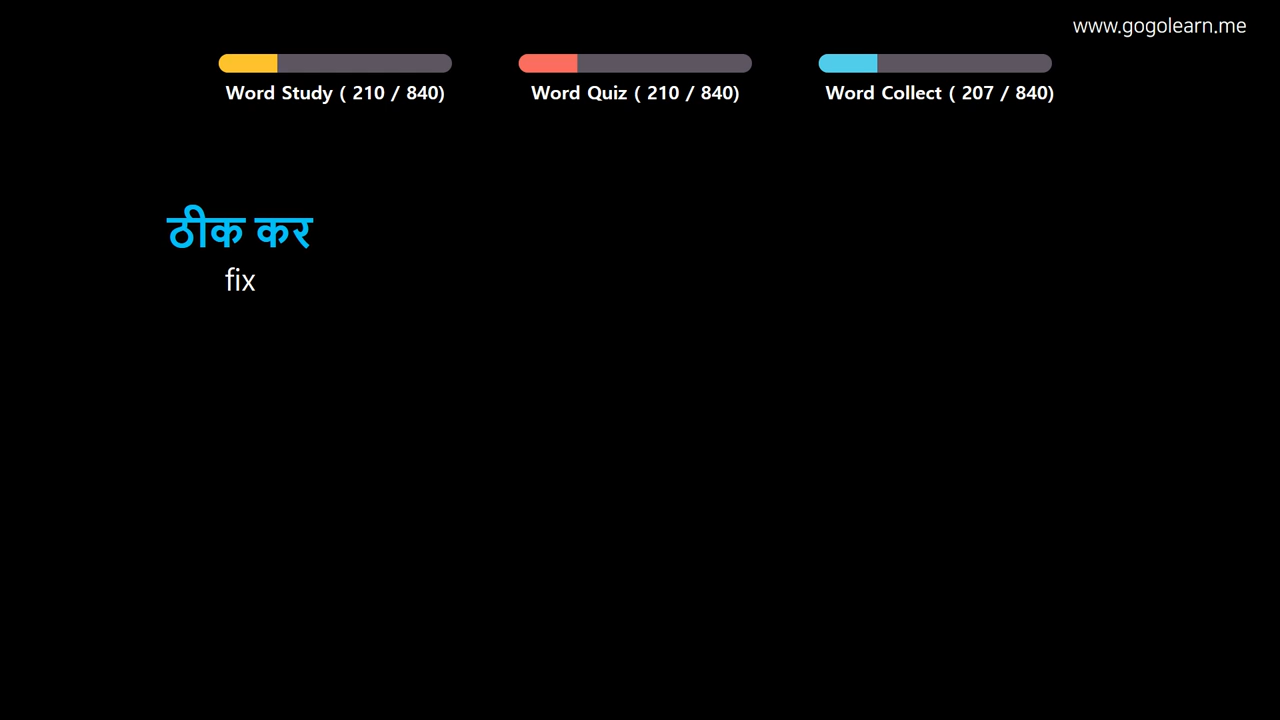 www.gogolearn.me
Word Study ( 210 / 840)
Word Quiz ( 210 / 840)
Word Collect ( 207 / 840)
ठीक कर
fix